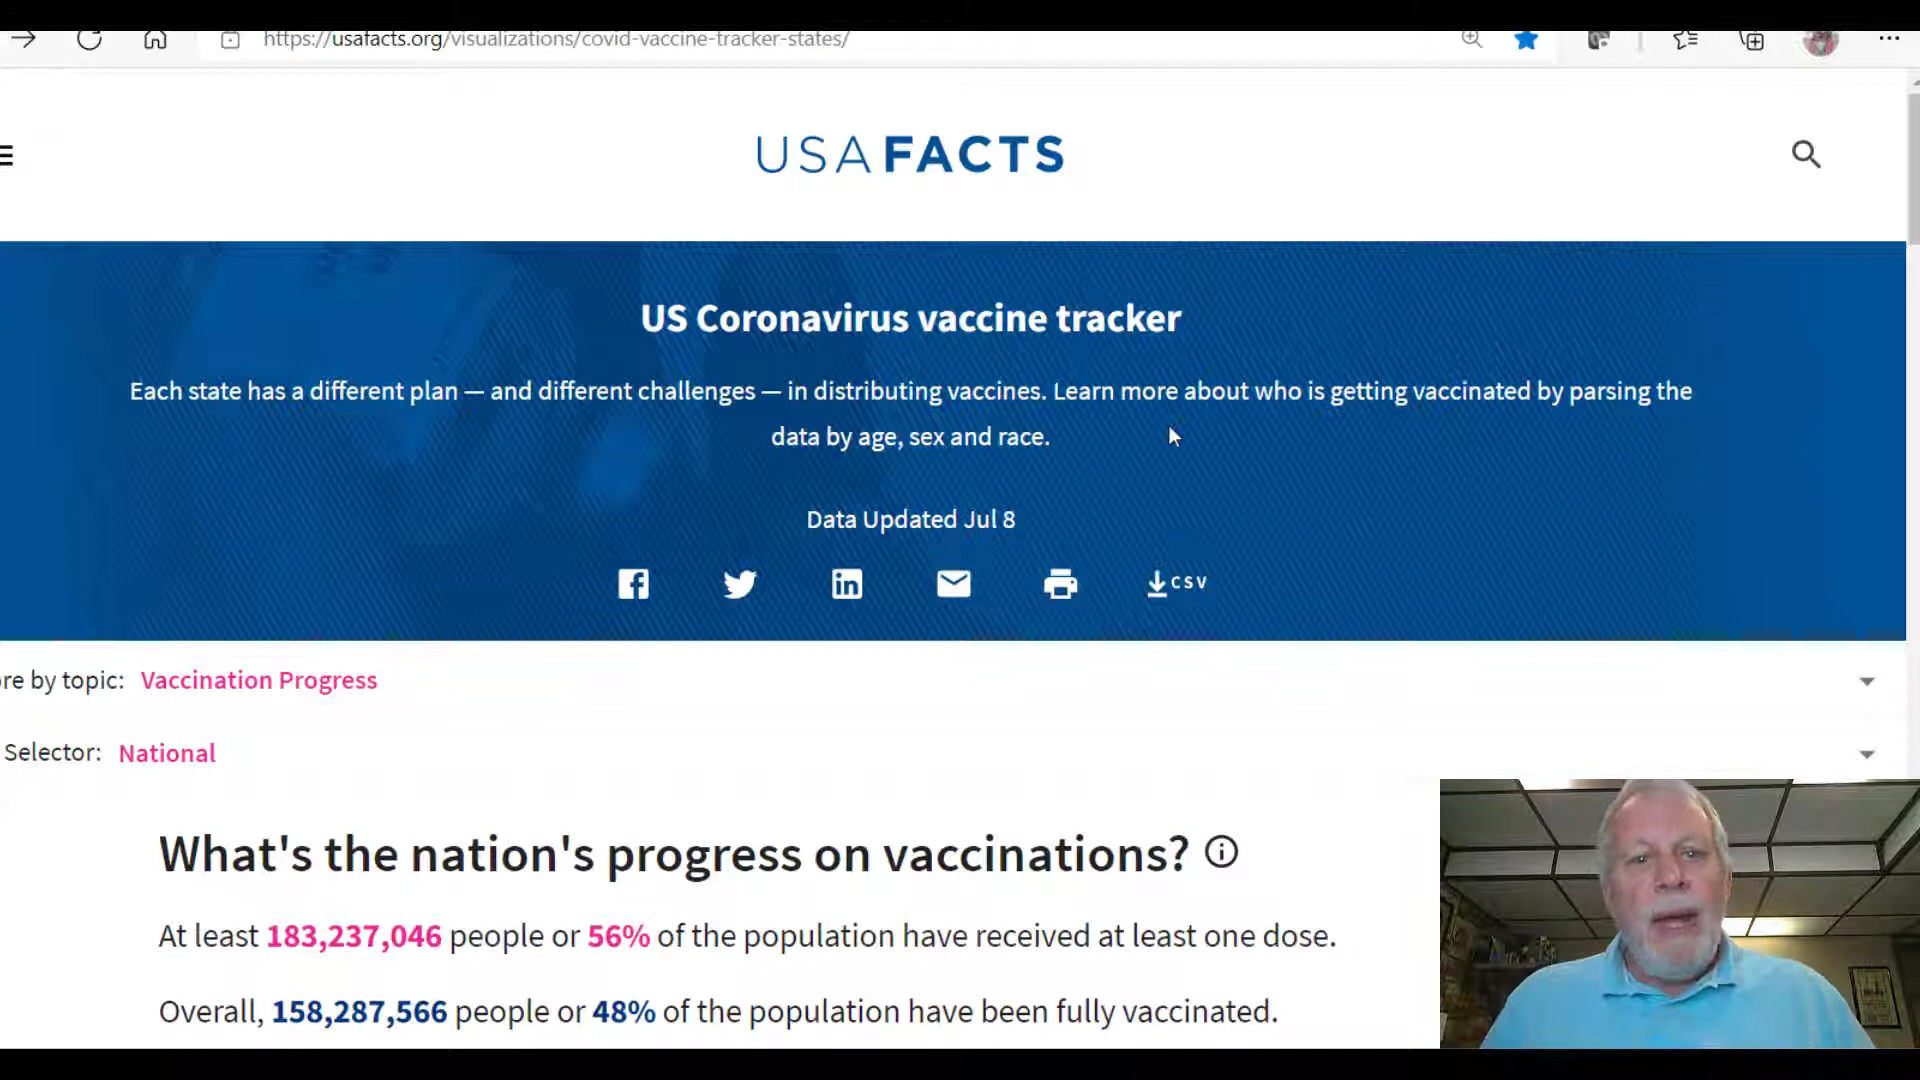 https://usafacts.org/visualizations/covid-vaccine-tracker-states/
USAFACTS
US Coronavirus vaccine tracker
Each state has a different plan — and different challenges — in distributing vaccines. Learn more about who is getting vaccinated by parsing the
data by age, sex and race.
Data Updated Jul 8
CSV
re by topic: Vaccination Progress
Selector: National
What's the nation's progress on vaccinations?
At least 183,237,046 people or 56% of the population have received at least one dose.
Overall, 158,287,566 people or 48% of the population have been fully vaccinated.